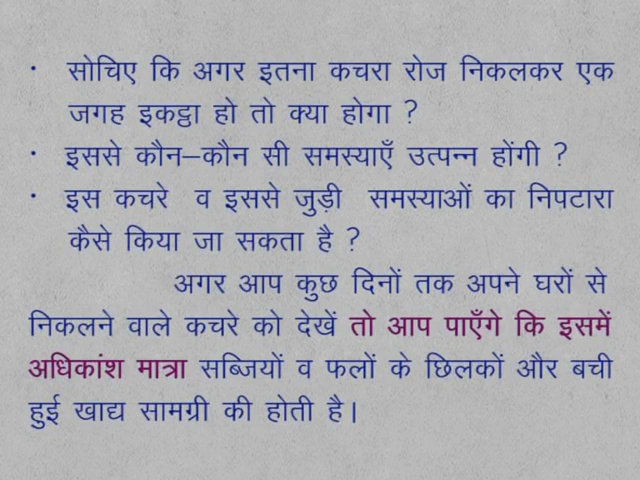 • सोचिए कि अगर इतना कचरा रोज निकलकर एक
जगह इकट्ठा हो तो क्या होगा ?
• इससे कौन–कौन सी समस्याएँ उत्पन्न होंगी ?
• इस कचरे व इससे जुड़ी समस्याओं का निपटारा
कैसे किया जा सकता है ?
अगर आप कुछ दिनों तक अपने घरों से
निकलने वाले कचरे को देखें तो आप पाएँगे कि इसमें
अधिकांश मात्रा सब्जियों व फलों के छिलकों और बची
हुई खाद्य सामग्री की होती है।